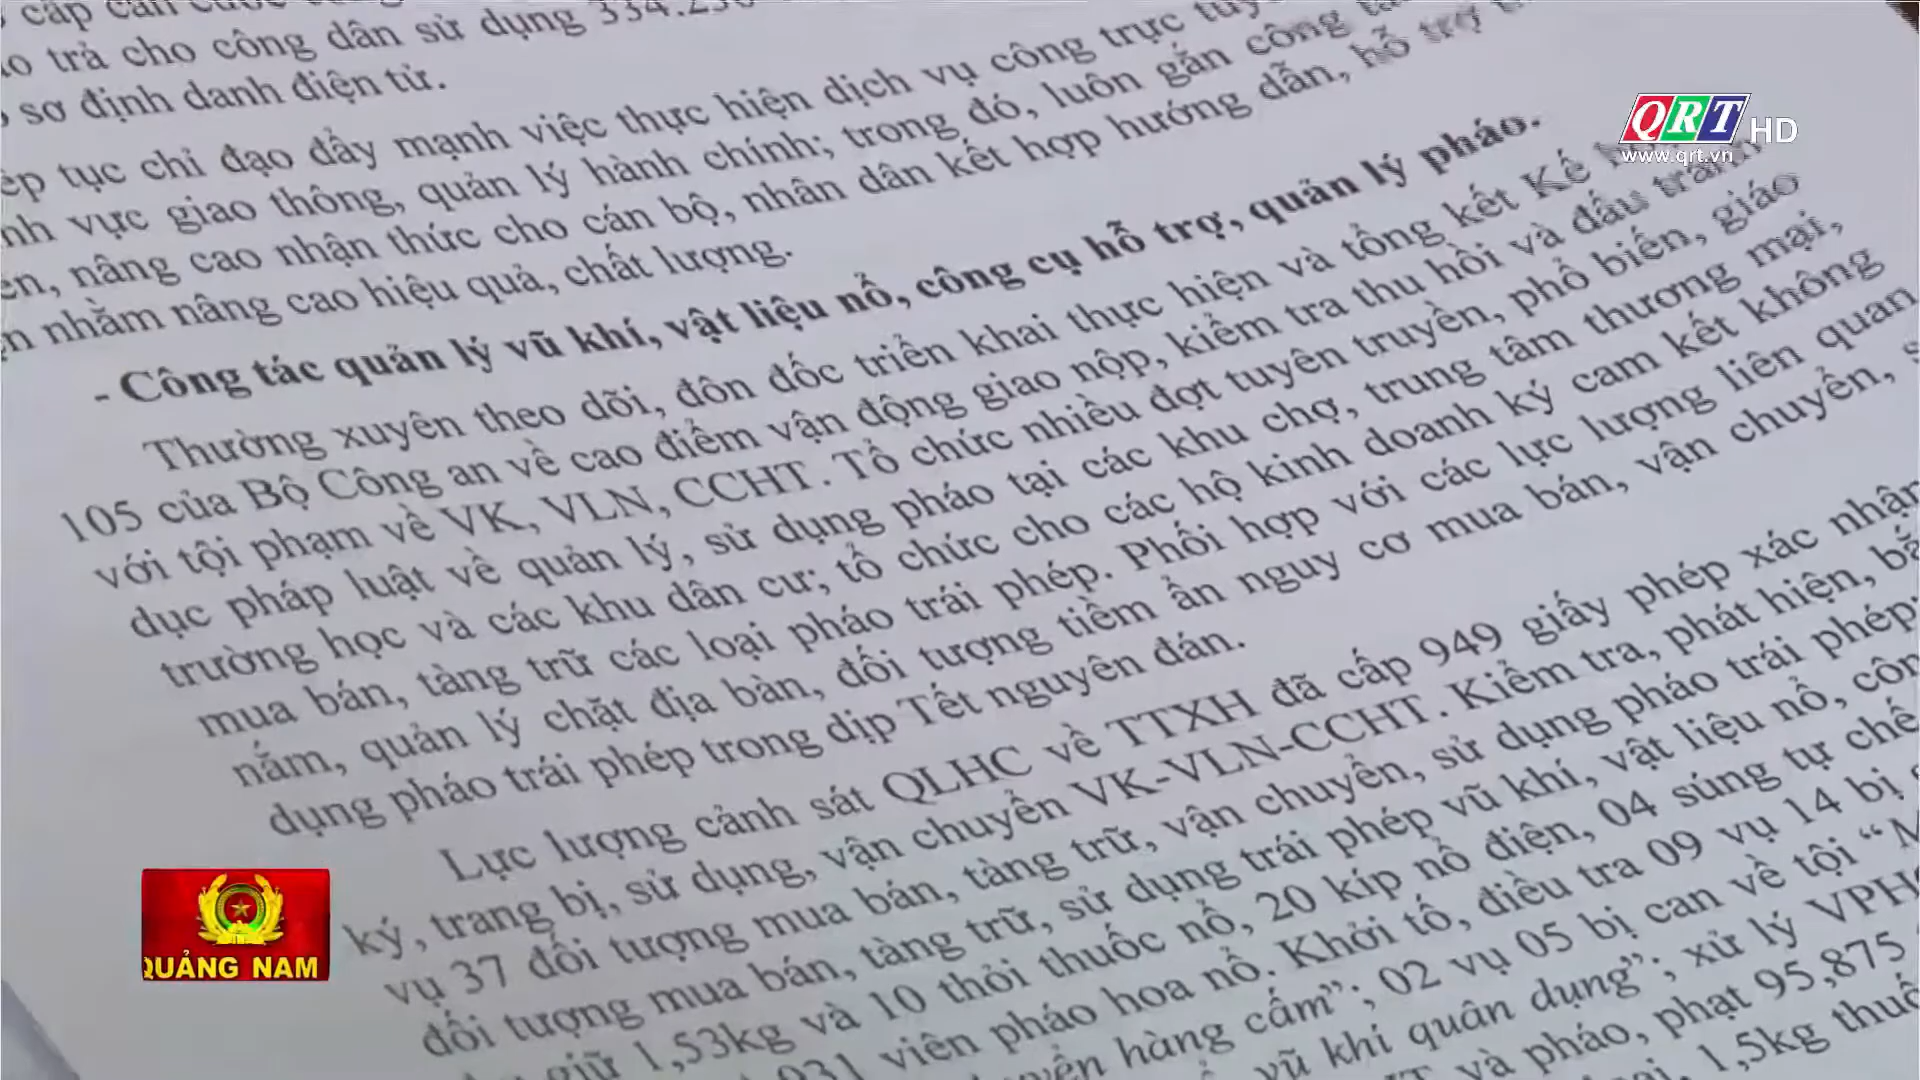 cấp căn cước công
trả cho công dân sử dụng 334.230
sơ định danh điện tử.
tục chỉ đạo đẩy mạnh việc thực hiện dịch vụ công trực
vực giao thông, quản lý hành chính; trong đó, luôn gắn công
nâng cao nhận thức cho cán bộ, nhân dân kết hợp hướng dẫn, hỗ trợ
nhằm nâng cao hiệu quả, chất lượng.
- Công tác quản lý vũ khí, vật liệu nổ, công cụ hỗ trợ, quản lý pháo.
Thường xuyên theo dõi, đôn đốc triển khai thực hiện và tổng kết Kế
105 của Bộ Công an về cao điểm vận động giao nộp, kiểm tra thu hồi và đấu tranh
với tội phạm về VK, VLN, CCHT. Tổ chức nhiều đợt tuyên truyền, phổ biến, giáo
dục pháp luật về quản lý, sử dụng pháo tại các khu chợ, trung tâm thương mại,
trường học và các khu dân cư; tổ chức cho các hộ kinh doanh ký cam kết không
mua bán, tàng trữ các loại pháo trái phép. Phối hợp với các lực lượng liên quan
nắm, quản lý chặt địa bàn, đối tượng tiềm ẩn nguy cơ mua bán, vận chuyển,
dụng pháo trái phép trong dịp Tết nguyên đán.
Lực lượng cảnh sát QLHC về TTXH đã cấp 949 giấy phép xác nhận
ký, trang bị, sử dụng, vận chuyển VK-VLN-CCHT. Kiểm tra, phát hiện,
vụ 37 đối tượng mua bán, tàng trữ, vận chuyển, sử dụng pháo trái phép;
đối tượng mua bán, tàng trữ, sử dụng trái phép vũ khí, vật liệu nổ,
giữ 1,53kg và 10 thỏi thuốc nổ, 20 kíp nổ điện, 04 súng tự chế
viên pháo hoa nổ. Khởi tố, điều tra 09 vụ 14 bị
hàng cấm”; 02 vụ 05 bị can về tội
vũ khí quân dụng”; xử lý
và pháo, phạt 95,875
1,5kg
QRT HD
www.qrt.vn
QUẢNG NAM